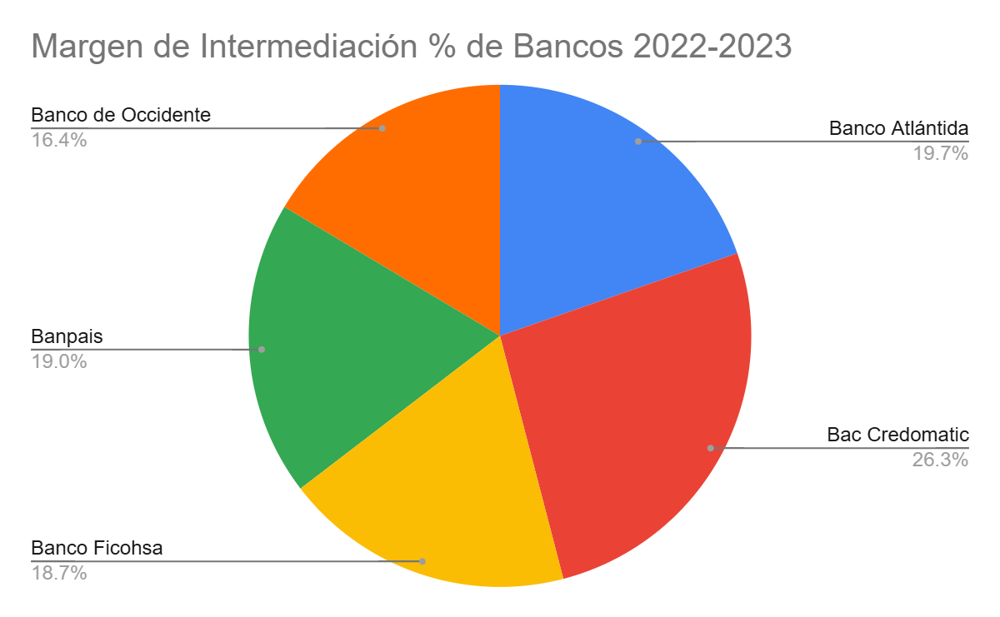 Margen de Intermediación % de Bancos 2022-2023
Banco de Occidente
16.4%
Banco Atlántida
19.7%
Banpais
19.0%
Bac Credomatic
26.3%
Banco Ficohsa
18.7%